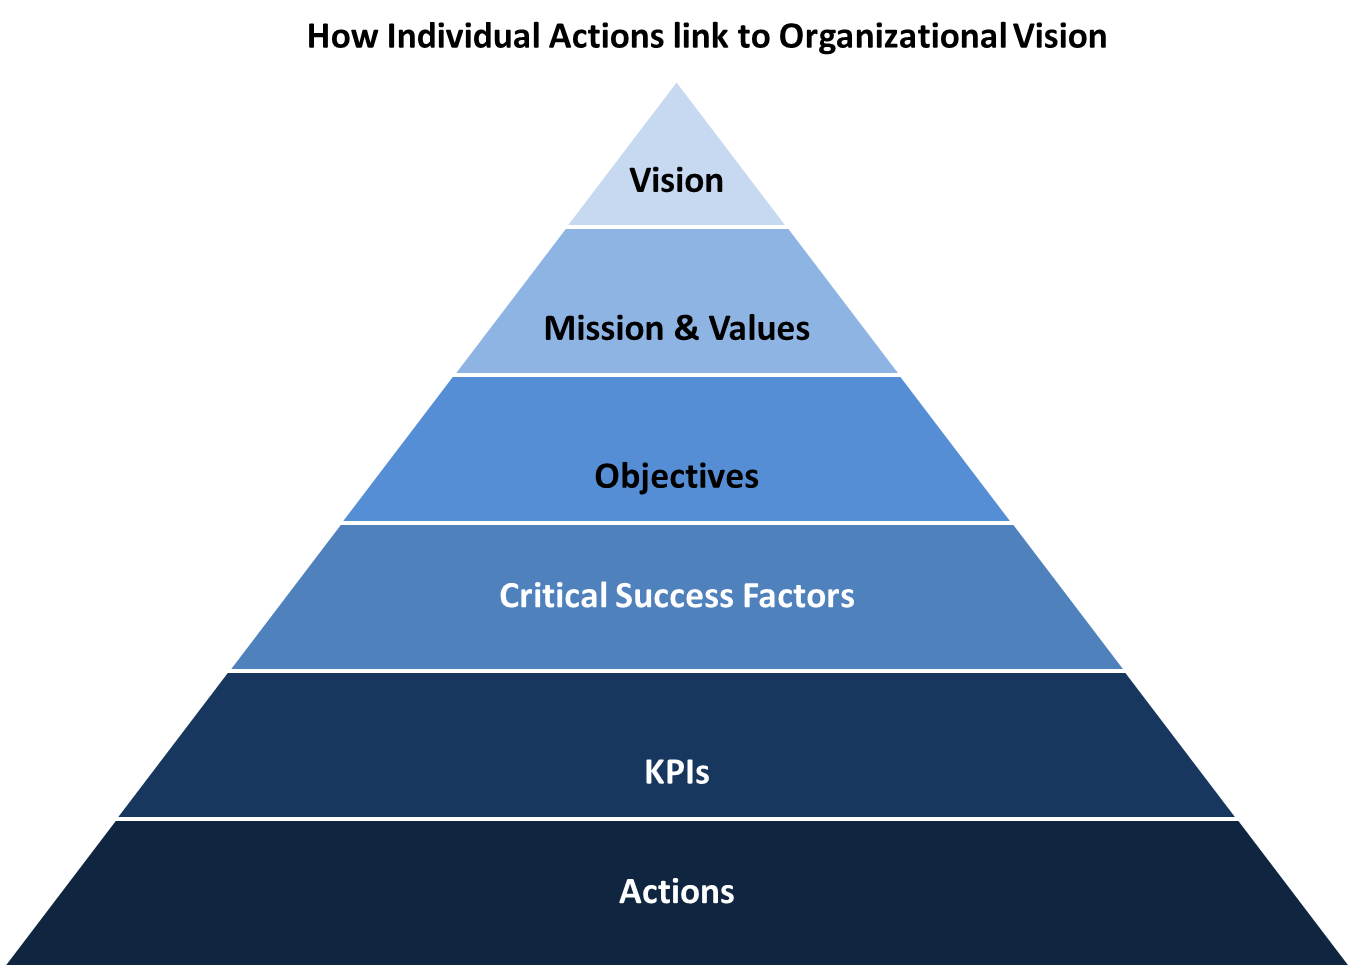 How Individual Actions link to Organizational Vision
Vision
Mission & Values
Objectives
Critical Success Factors
KPIs
Actions